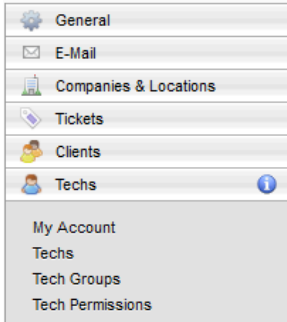 General
E-Mail
Companies & Locations
Tickets
Clients
Techs
My Account
Techs
Tech Groups
Tech Permissions